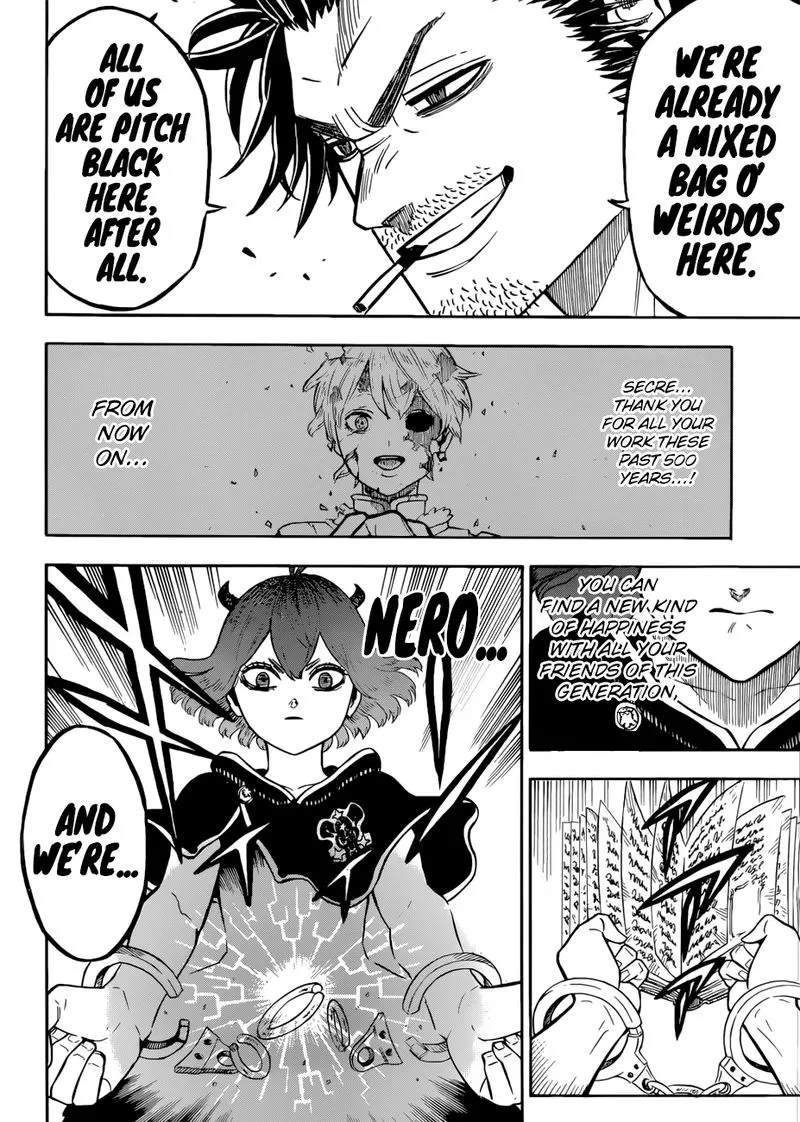 WE'RE
ALREADY
A MIXED
BAG O'
WEIRDOS
HERE.
ALL
OF US
ARE PITCH
BLACK
HERE,
AFTER
ALL.
SECRE...
THANK YOU
FOR ALL YOUR
WORK THESE
PAST 500
YEARS...!
FROM
NOW
ON...
YOU CAN
FIND A NEW KIND
OF HAPPINESS
WITH ALL YOUR
FRIENDS OF THIS
GENERATION,
NERO...
AND
WE'RE...